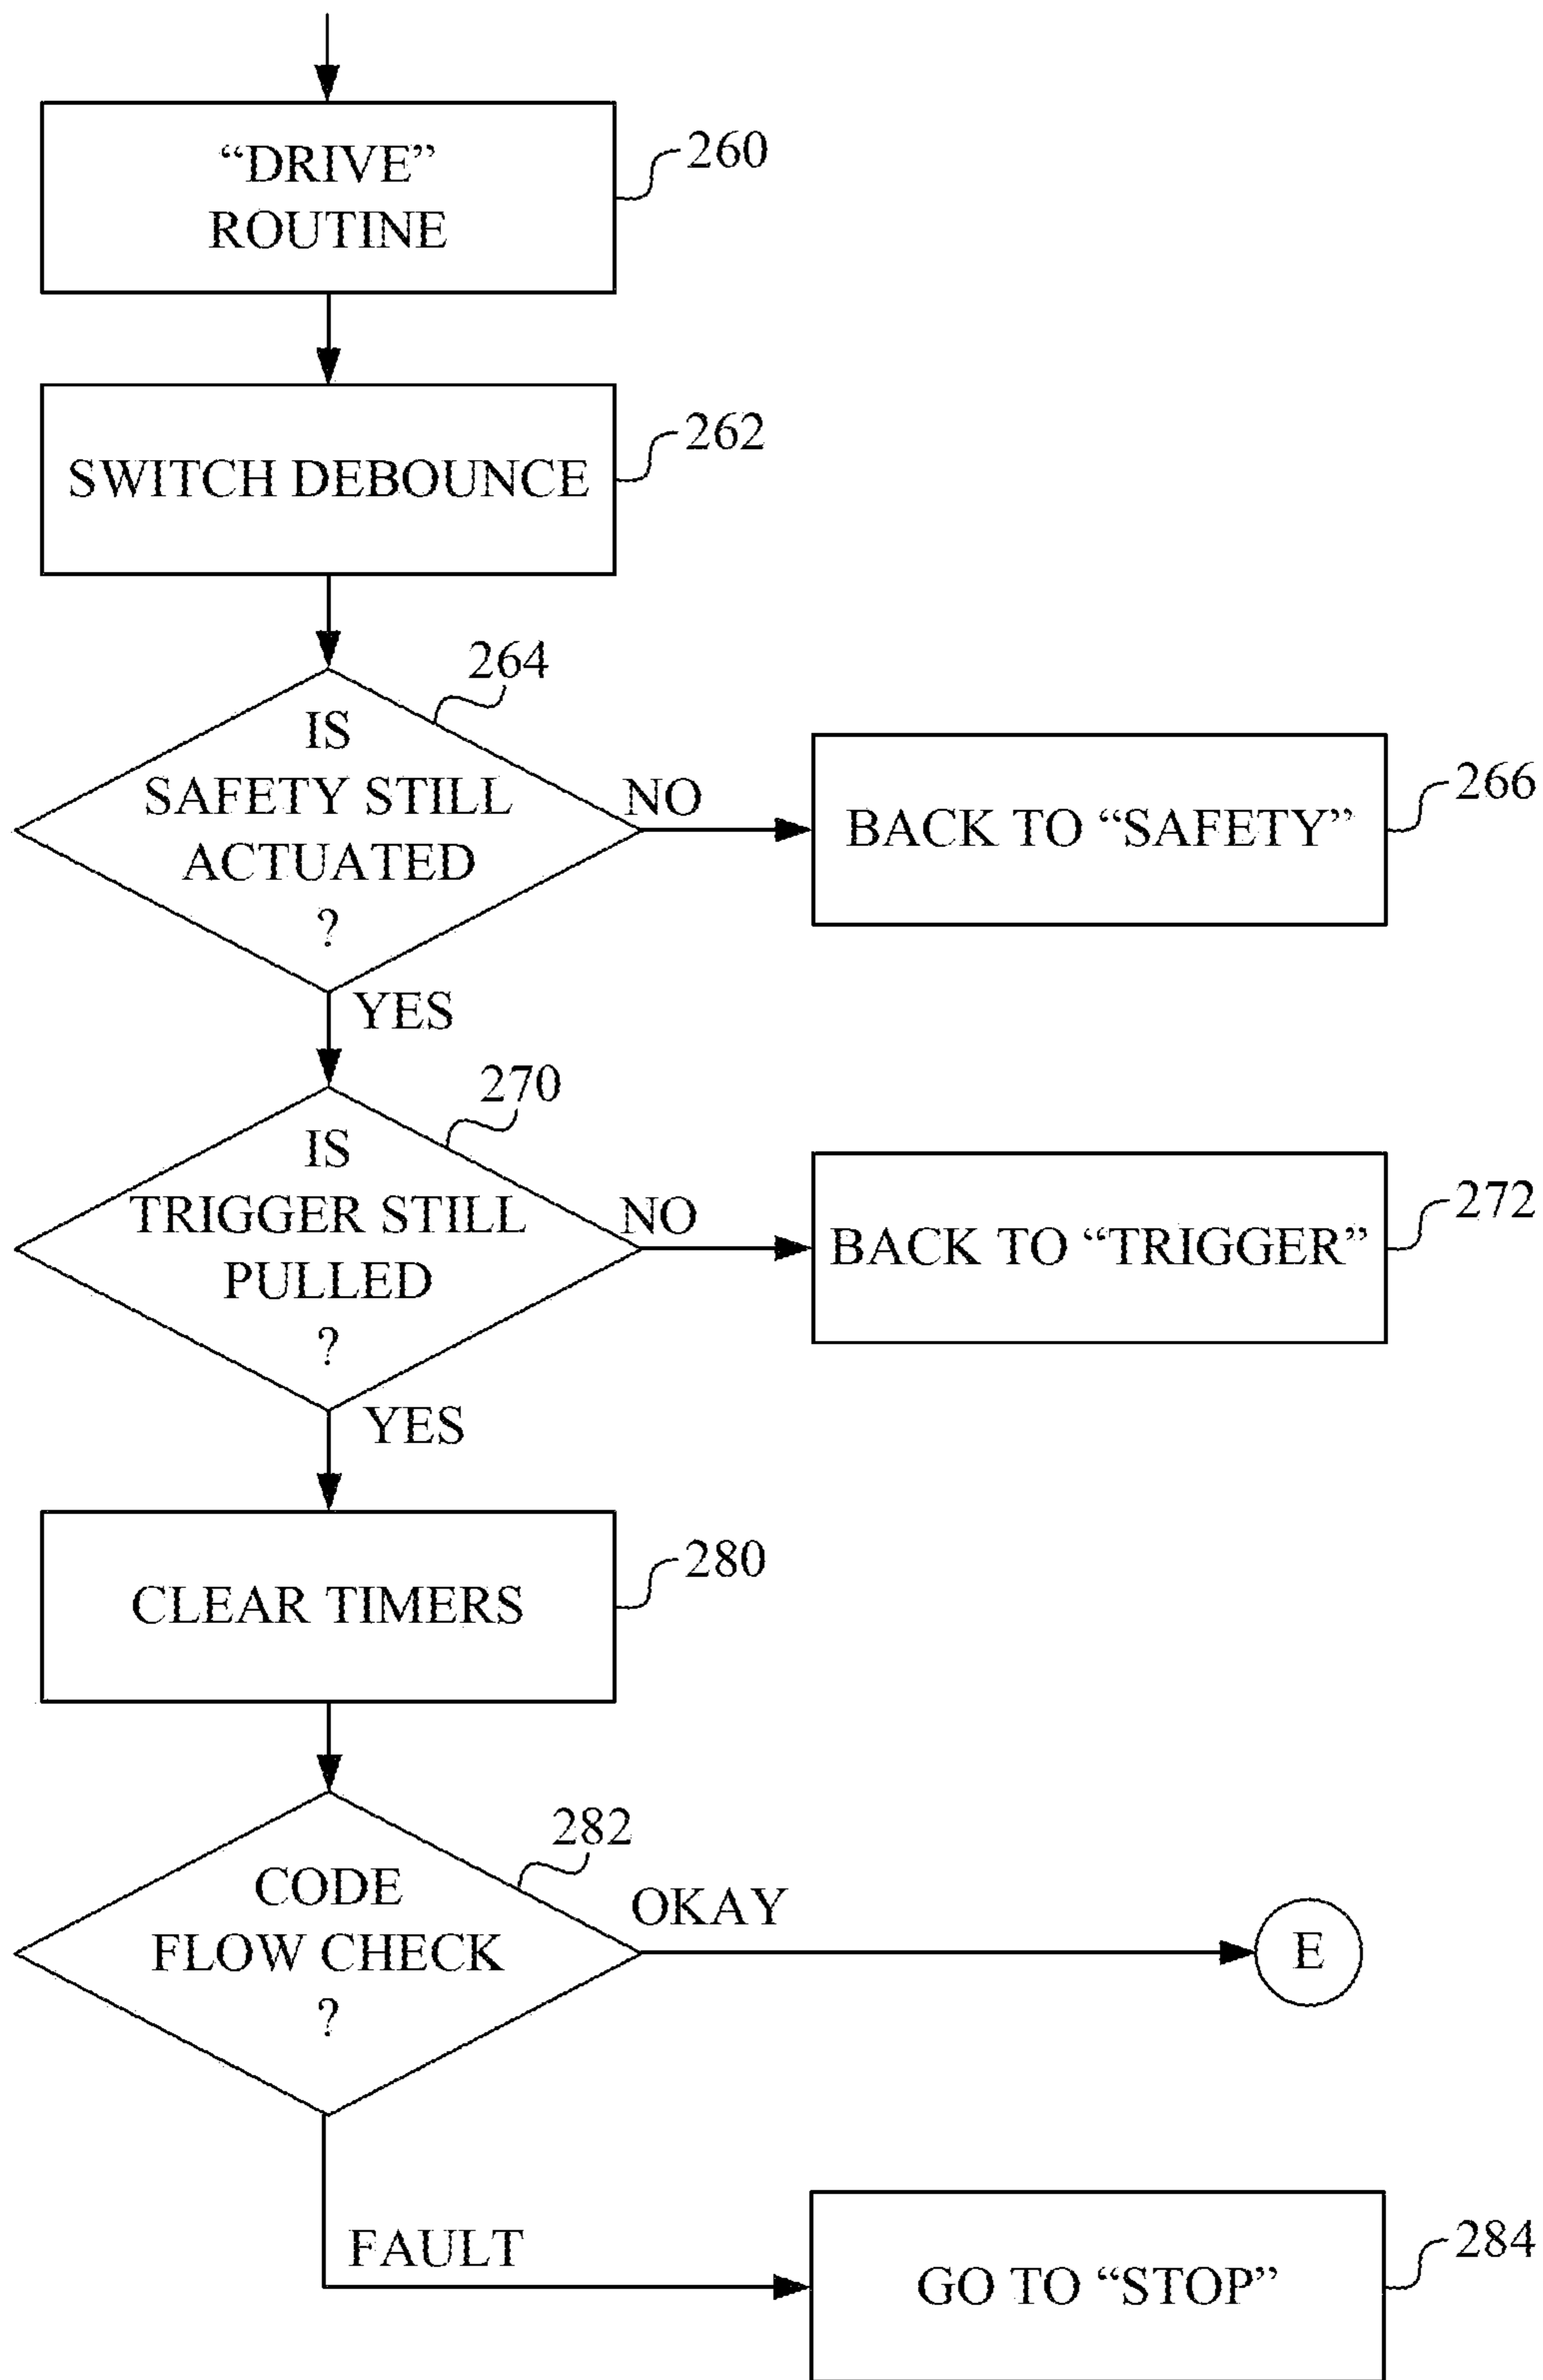 “DRIVE”
ROUTINE
260
SWITCH DEBOUNCE
262
264
IS
SAFETY STILL
ACTUATED
?
NO
BACK TO “SAFETY”
266
YES
270
IS
TRIGGER STILL
PULLED
?
NO
BACK TO “TRIGGER”
272
YES
CLEAR TIMERS
280
282
CODE
FLOW CHECK
?
OKAY
E
FAULT
GO TO “STOP”
284